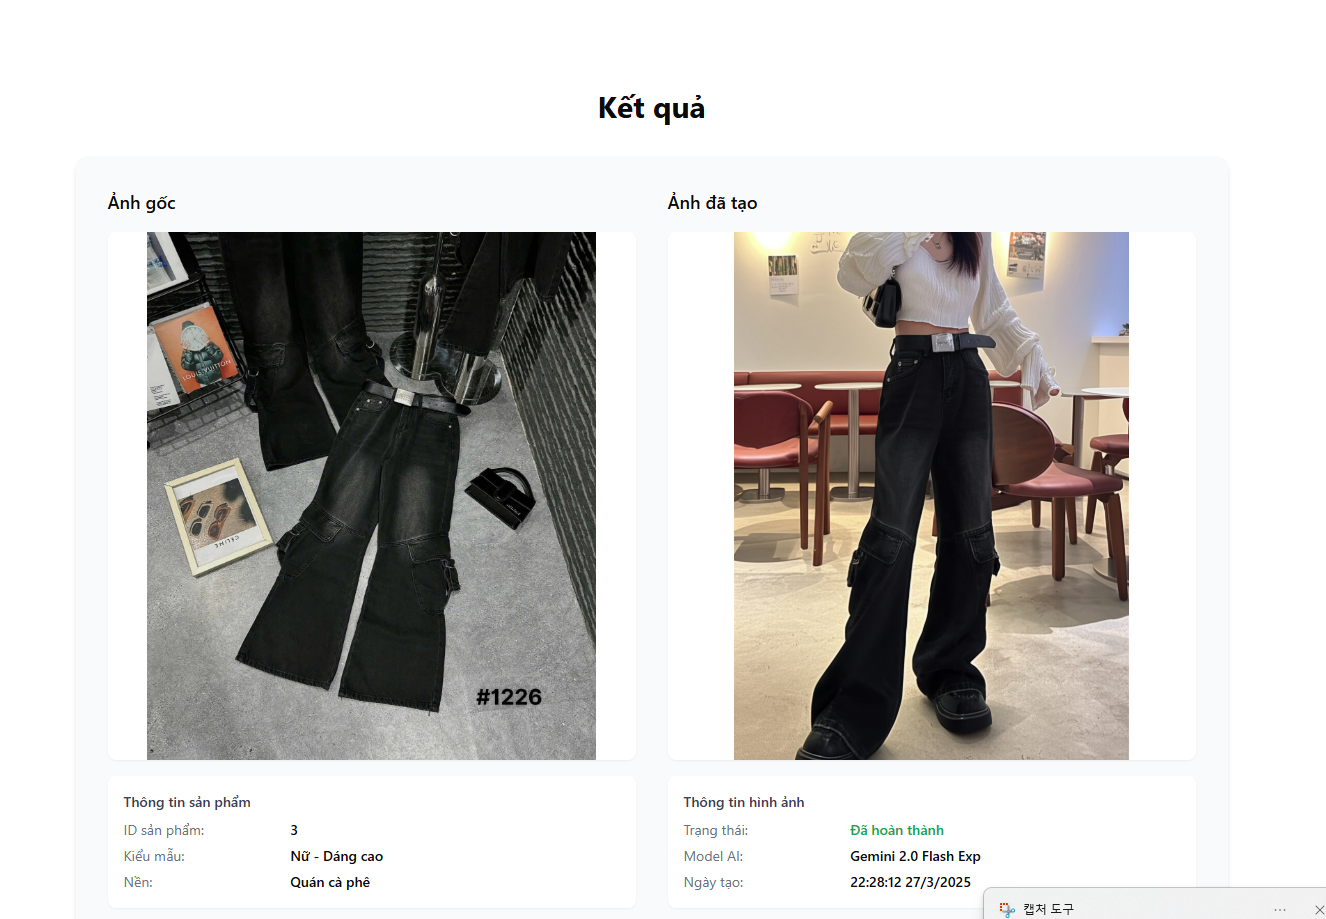 Kết quả
Ảnh gốc
Ảnh đã tạo
LOUIS VUITTON
CELINE
#1226
Thông tin sản phẩm
ID sản phẩm: 3
Kiểu mẫu: Nữ - Dáng cao
Nền: Quán cà phê
Thông tin hình ảnh
Trạng thái: Đã hoàn thành
Model AI: Gemini 2.0 Flash Exp
Ngày tạo: 22:28:12 27/3/2025
캡처 도구